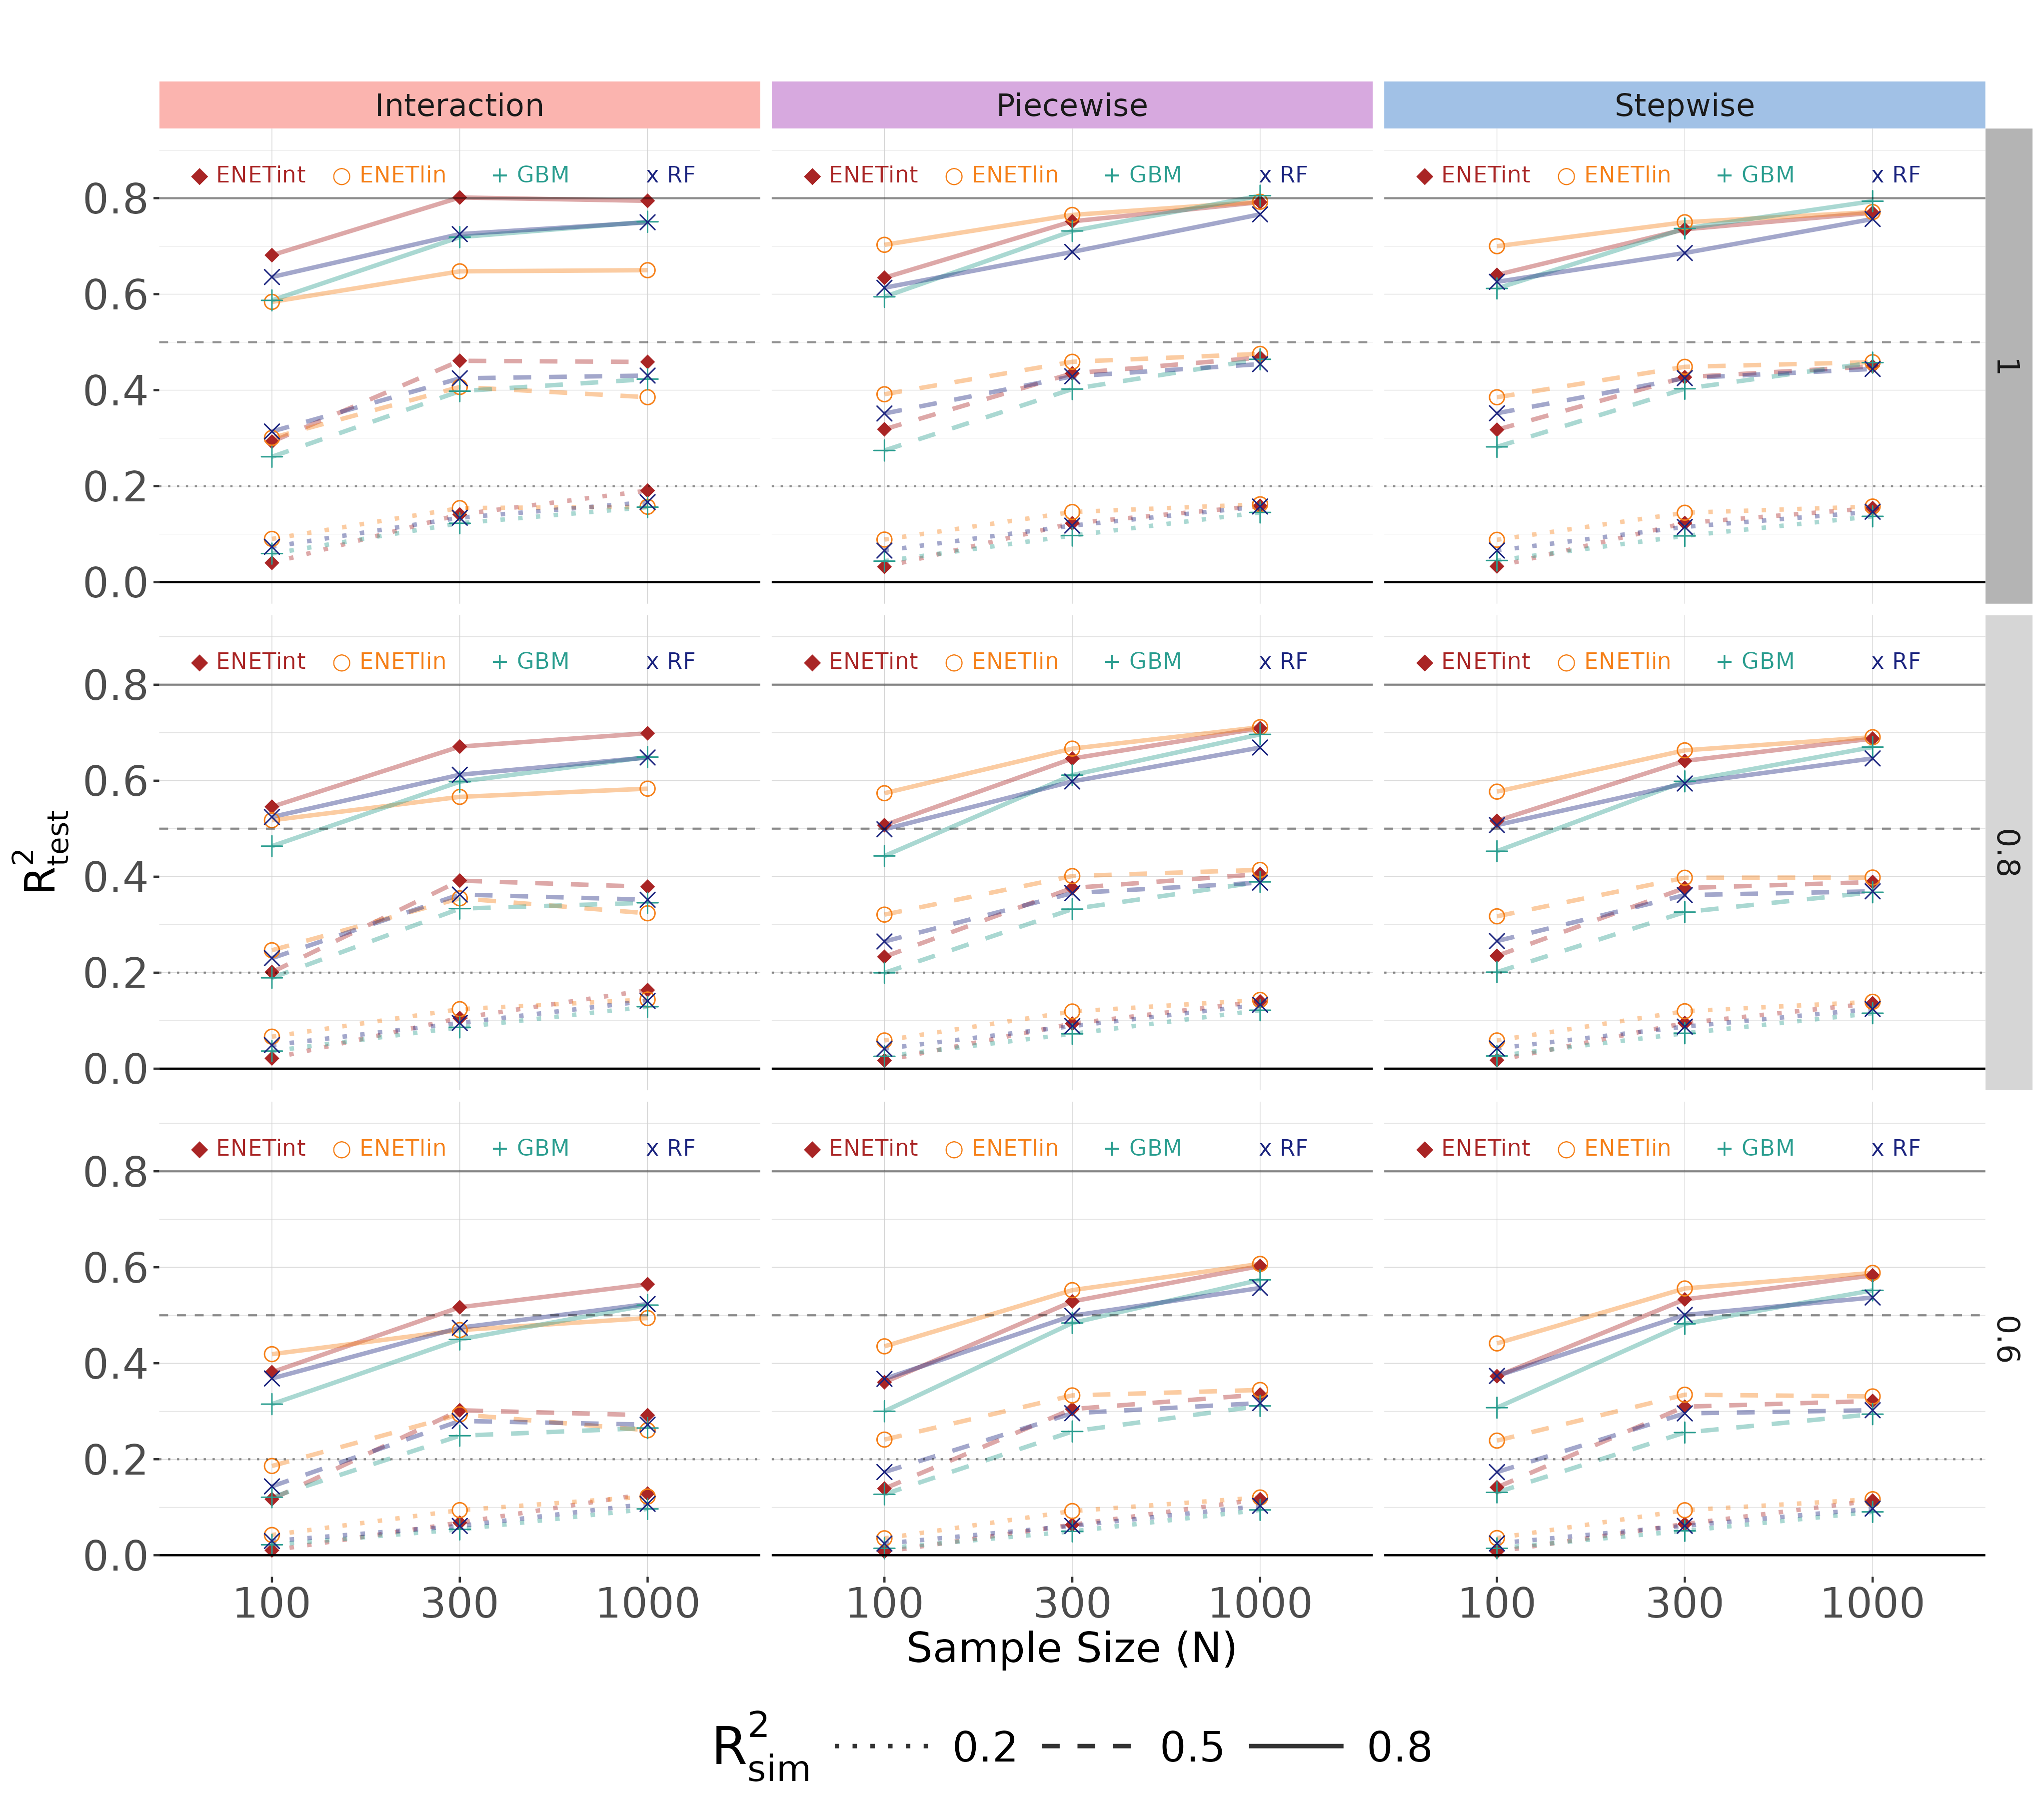 Interaction Piecewise Stepwise
◆ ENETint ○ ENETlin + GBM x RF ◆ ENETint ○ ENETlin + GBM x RF ◆ ENETint ○ ENETlin + GBM x RF
0.8
0.6
0.4
0.2
0.0
1
◆ ENETint ○ ENETlin + GBM x RF ◆ ENETint ○ ENETlin + GBM x RF ◆ ENETint ○ ENETlin + GBM x RF
0.8
0.6
0.4
0.2
0.0
0.8
R²test
◆ ENETint ○ ENETlin + GBM x RF ◆ ENETint ○ ENETlin + GBM x RF ◆ ENETint ○ ENETlin + GBM x RF
0.8
0.6
0.4
0.2
0.0
0.6
100 300 1000 100 300 1000 100 300 1000
Sample Size (N)
R²sim 0.2 0.5 0.8